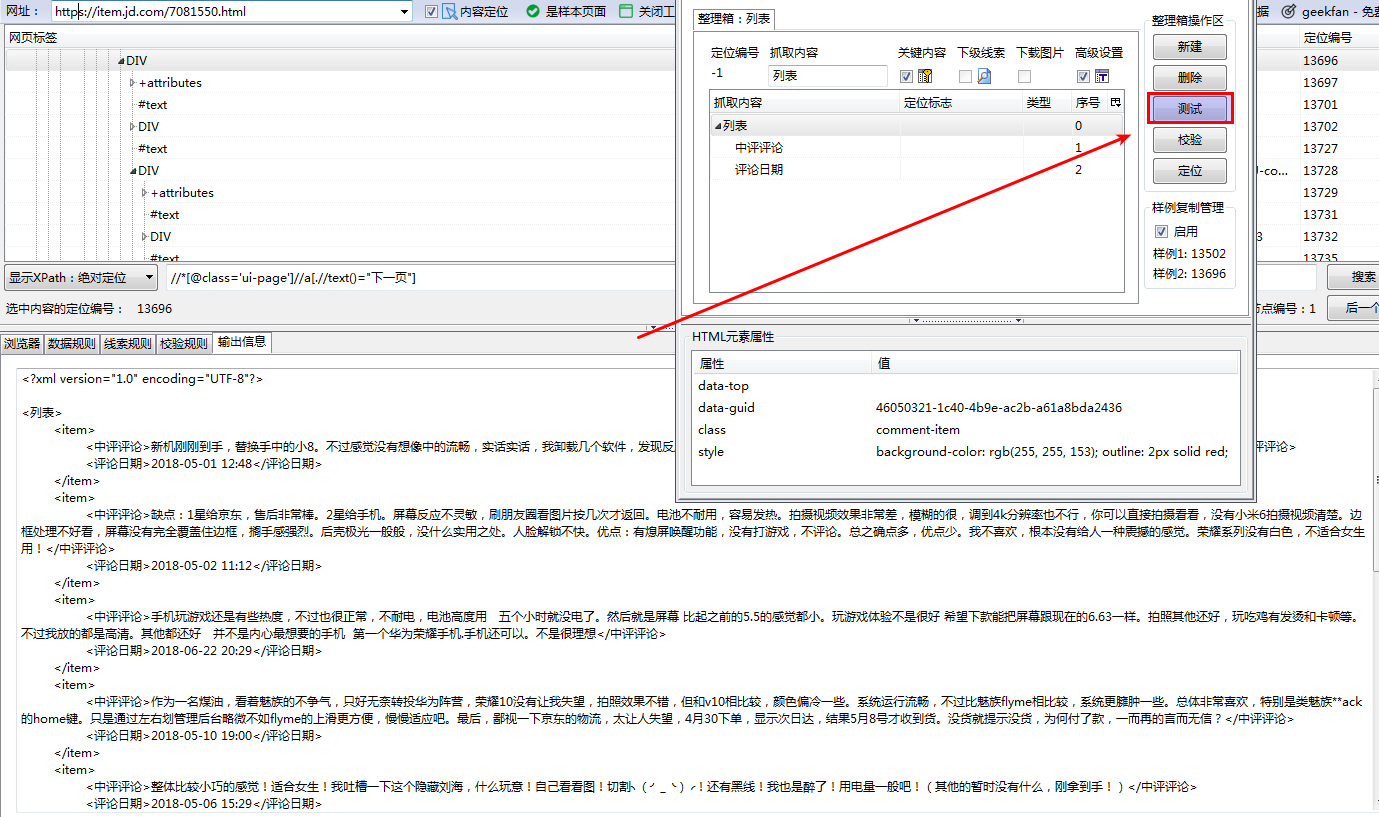 网址： https://item.jd.com/7081550.html 内容定位 是样本页面 关闭工
网页标签
DIV
+attributes
#text
DIV
#text
DIV
+attributes
#text
DIV
#text
显示XPath：绝对定位 //*[@class='ui-page']//a[.//text()="下一页"]
选中内容的定位编号： 13696
整理箱：列表
定位编号 抓取内容 关键内容 下级线索 下载图片 高级设置
-1 列表
抓取内容 定位标志 类型 序号
列表 0
中评评论 1
评论日期 2
整理箱操作区
新建
删除
测试
校验
定位
样例复制管理
启用
样例1: 13502
样例2: 13696
据 geekfan - 免费
定位编号
13696
13697
13701
13702
13727
J-co... 13728
13729
13731
3 13732
13735
搜索
节点编号：1 后一个
HTML元素属性
属性 值
data-top
data-guid 46050321-1c40-4b9e-ac2b-a61a8bda2436
class comment-item
style background-color: rgb(255, 255, 153); outline: 2px solid red;
浏览器 数据规则 线索规则 校验规则 输出信息
<?xml version="1.0" encoding="UTF-8"?>
<列表>
<item>
<中评评论>新机刚刚到手，替换手中的小8。不过感觉没有想像中的流畅，实话实话，我卸载几个软件，发现反 评评论>
<评论日期>2018-05-01 12:48</评论日期>
</item>
<item>
<中评评论>缺点：1星给京东，售后非常棒。2星给手机。屏幕反应不灵敏，刷朋友圈看图片按几次才返回。电池不耐用，容易发热。拍摄视频效果非常差，模糊的很，调到4k分辨率也不行，你可以直接拍摄看看，没有小米6拍摄视频清楚。边
框处理不好看，屏幕没有完全覆盖住边框，搁手感强烈。后壳极光一般般，没什么实用之处。人脸解锁不快。优点：有熄屏唤醒功能，没有打游戏，不评论。总之确点多，优点少。我不喜欢，根本没有给人一种震撼的感觉。荣耀系列没有白色，不适合女生
用！</中评评论>
<评论日期>2018-05-02 11:12</评论日期>
</item>
<item>
<中评评论>手机玩游戏还是有些热度，不过也很正常，不耐电，电池高度用 五个小时就没电了。然后就是屏幕 比起之前的5.5的感觉都小。玩游戏体验不是很好 希望下款能把屏幕跟现在的6.63一样。拍照其他还好，玩吃鸡有发烫和卡顿等。
不过我放的都是高清。其他都还好 并不是内心最想要的手机 第一个华为荣耀手机.手机还可以。不是很理想</中评评论>
<评论日期>2018-06-22 20:29</评论日期>
</item>
<item>
<中评评论>作为一名煤油，看着魅族的不争气，只好无奈转投华为阵营，荣耀10没有让我失望，拍照效果不错，但和v10相比较，颜色偏冷一些。系统运行流畅，不过比魅族flyme相比较，系统更臃肿一些。总体非常喜欢，特别是类魅族**ack
的home键。只是通过左右划管理后台略微不如flyme的上滑更方便，慢慢适应吧。最后，鄙视一下京东的物流，太让人失望，4月30下单，显示次日达，结果5月8号才收到货。没货就提示没货，为何付了款，一而再的言而无信？</中评评论>
<评论日期>2018-05-10 19:00</评论日期>
</item>
<item>
<中评评论>整体比较小巧的感觉！适合女生！我吐槽一下这个隐藏刘海，什么玩意！自己看看图！切割ヽ（´_｀）ノ！还有黑线！我也是醉了！用电量一般吧！（其他的暂时没有什么，刚拿到手！）</中评评论>
<评论日期>2018-05-06 15:29</评论日期>